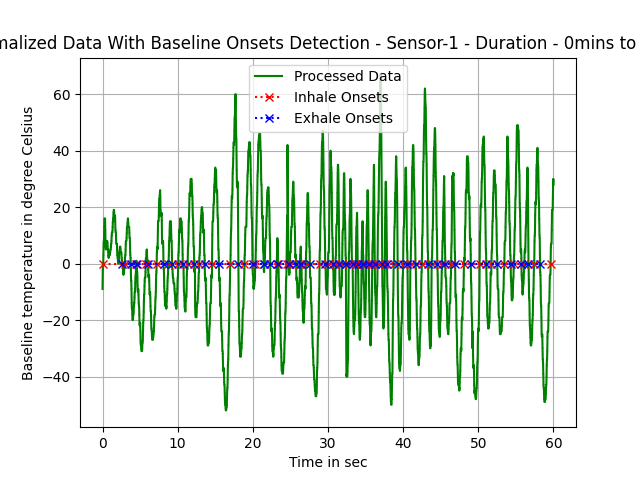 malized Data With Baseline Onsets Detection - Sensor-1 - Duration - 0mins to
Processed Data
Inhale Onsets
Exhale Onsets
Baseline temperature in degree Celsius
60
40
20
0
−20
−40
0 10 20 30 40 50 60
Time in sec